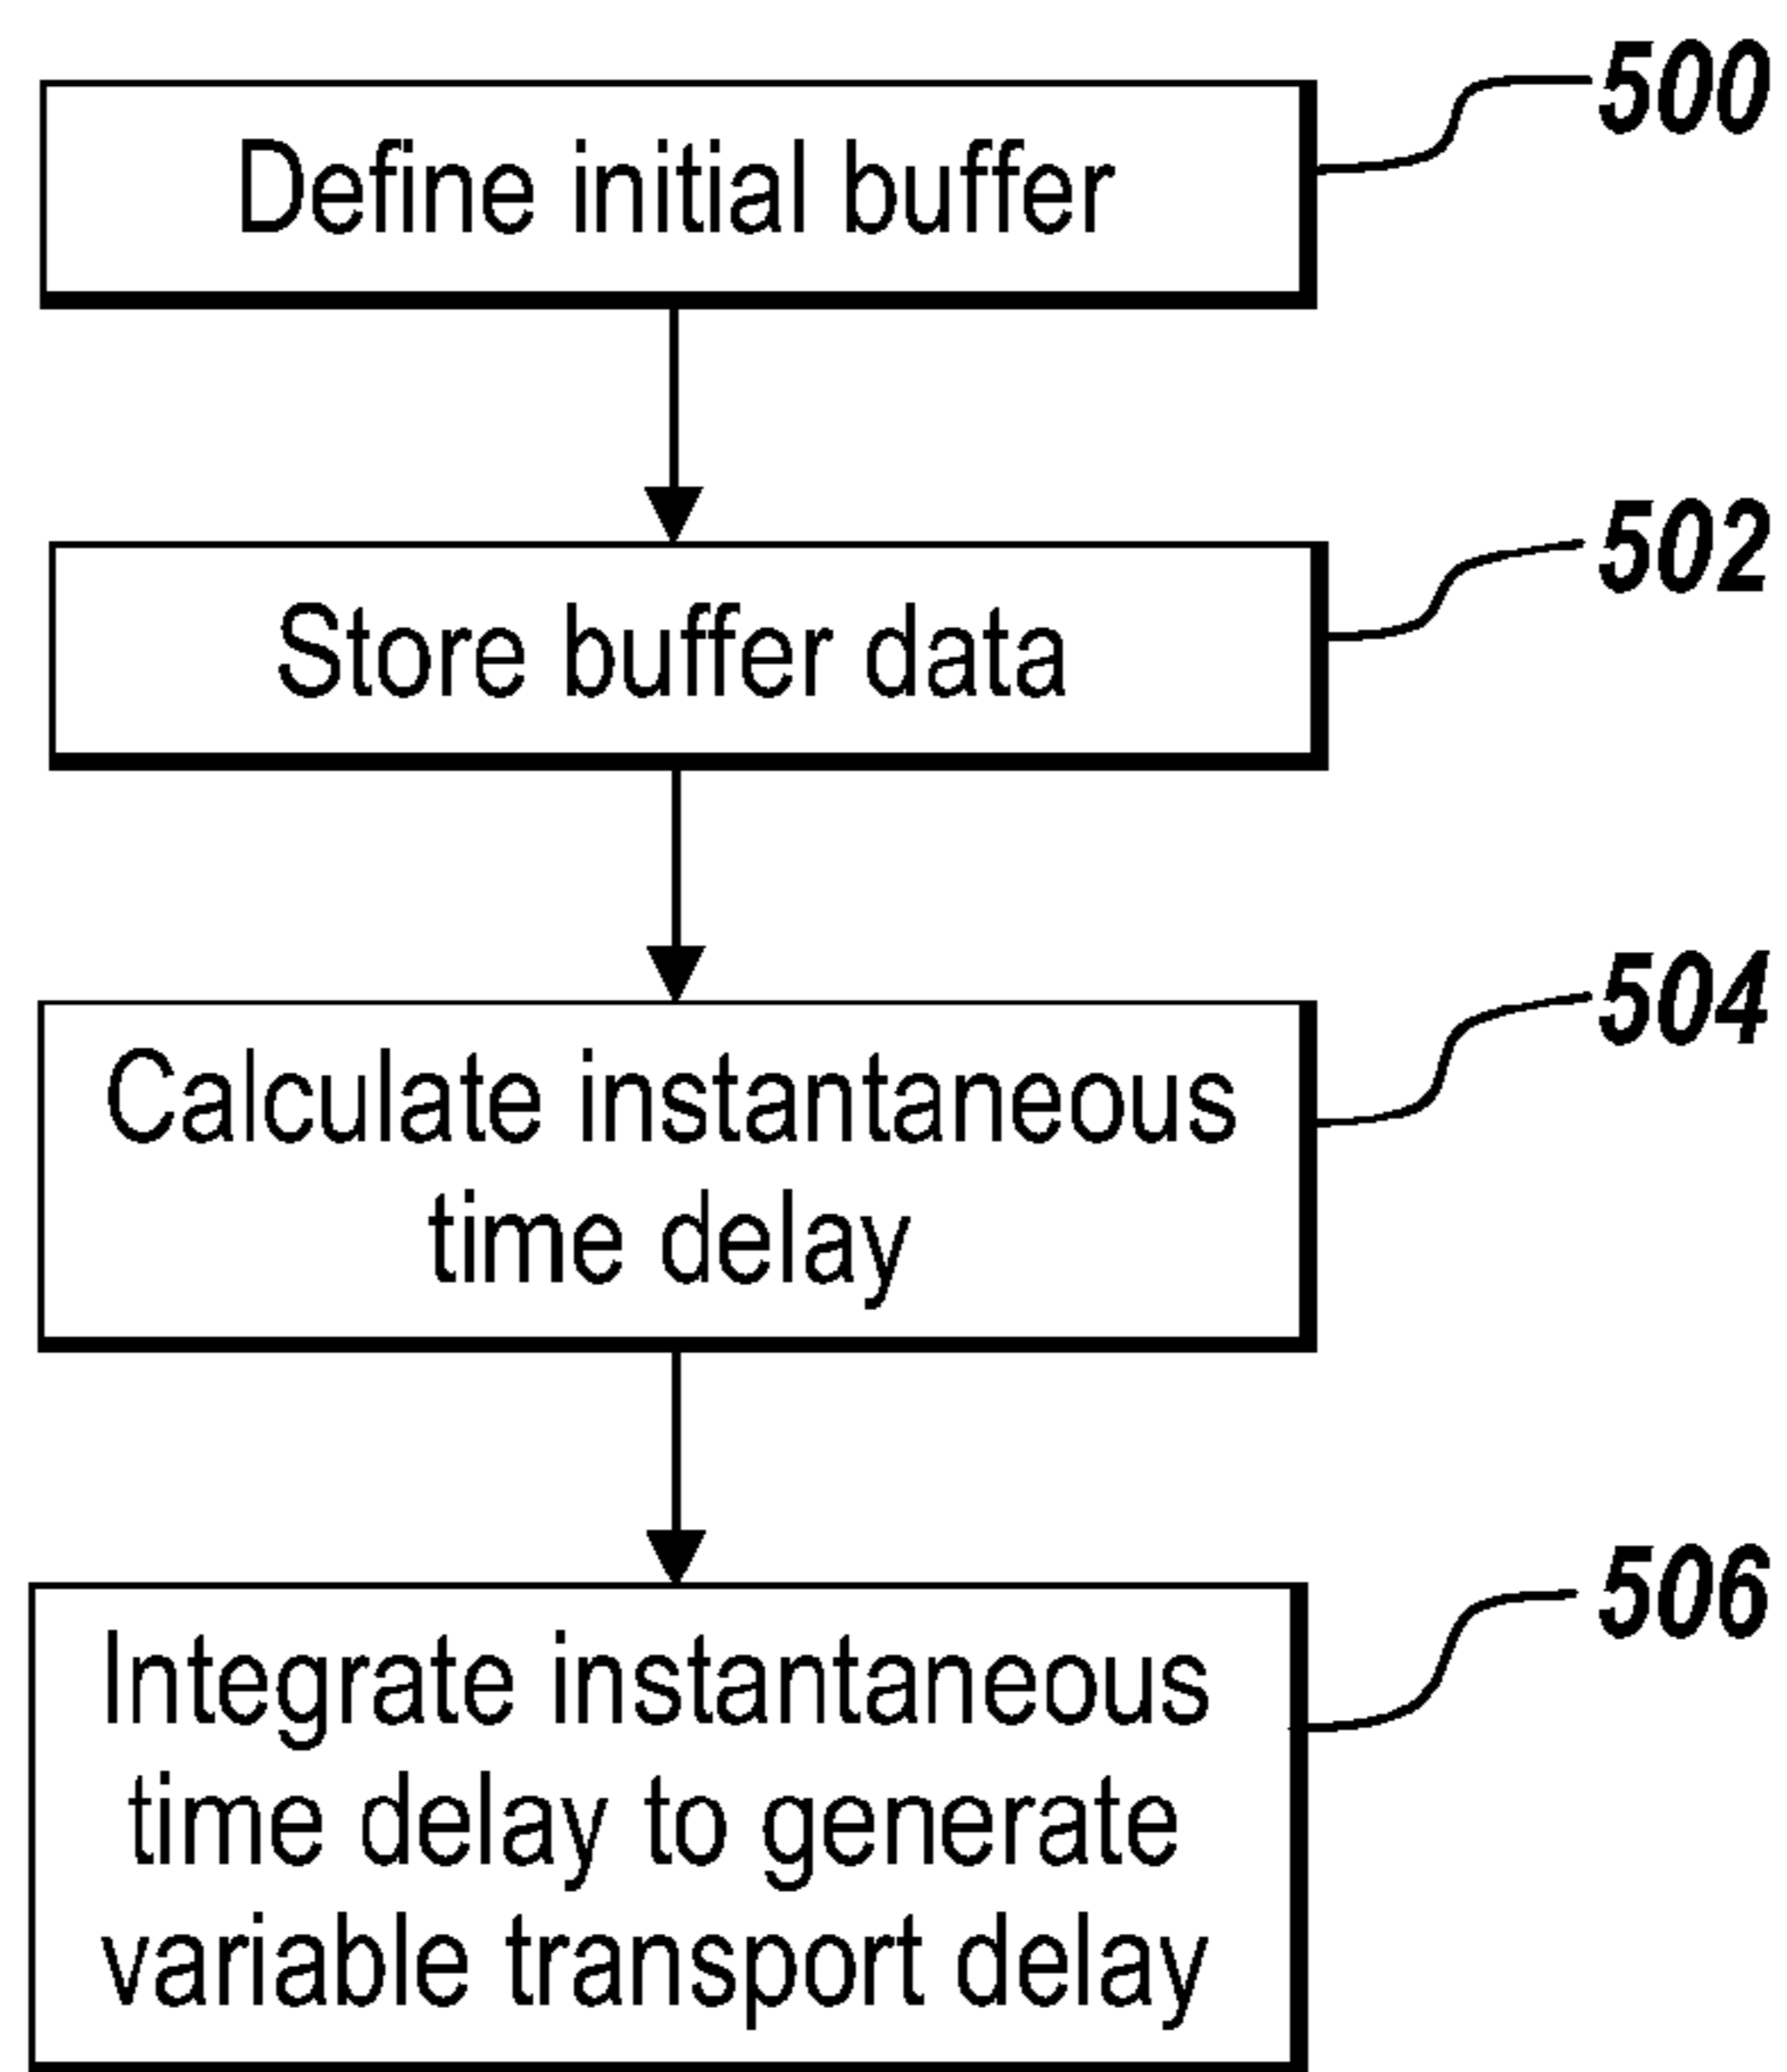 500
Define initial buffer
502
Store buffer data
504
Calculate instantaneous
time delay
506
Integrate instantaneous
time delay to generate
variable transport delay